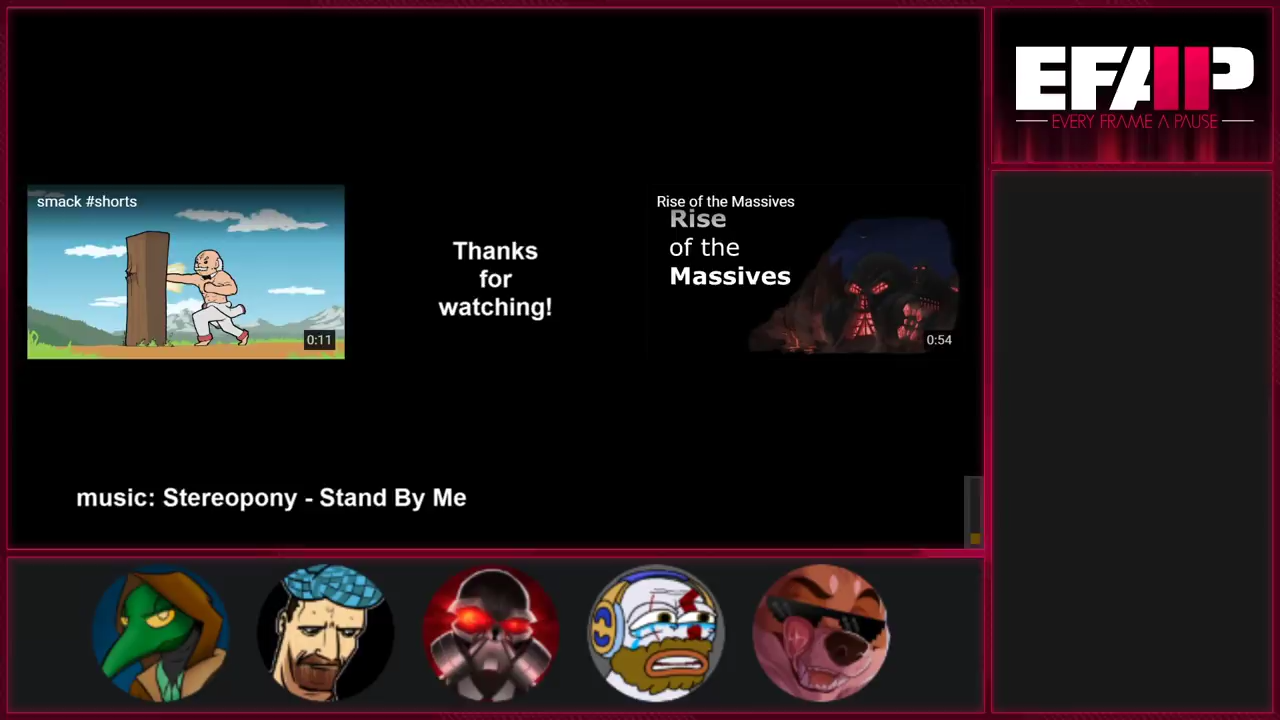 EFAP
EVERY FRAME A PAUSE
smack #shorts
0:11
Thanks
for
watching!
Rise of the Massives
Rise
of the
Massives
0:54
music: Stereopony - Stand By Me